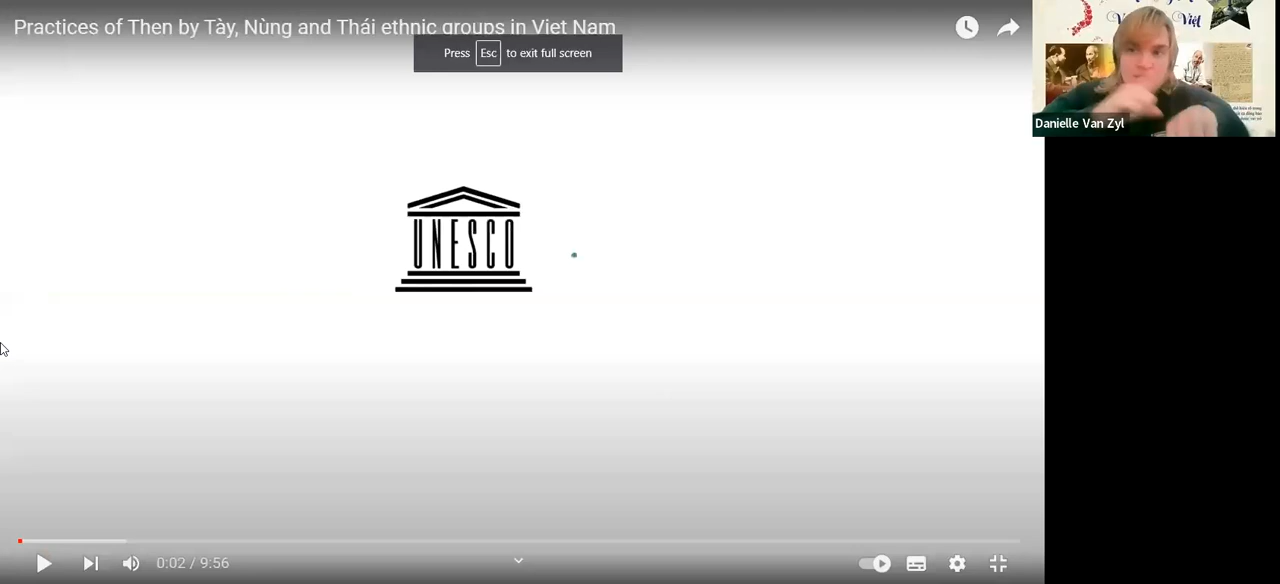 Practices of Then by Tày, Nùng and Thái ethnic groups in Viet Nam
Press Esc to exit full screen
Việt
Danielle Van Zyl
UNESCO
0:02 / 9:56